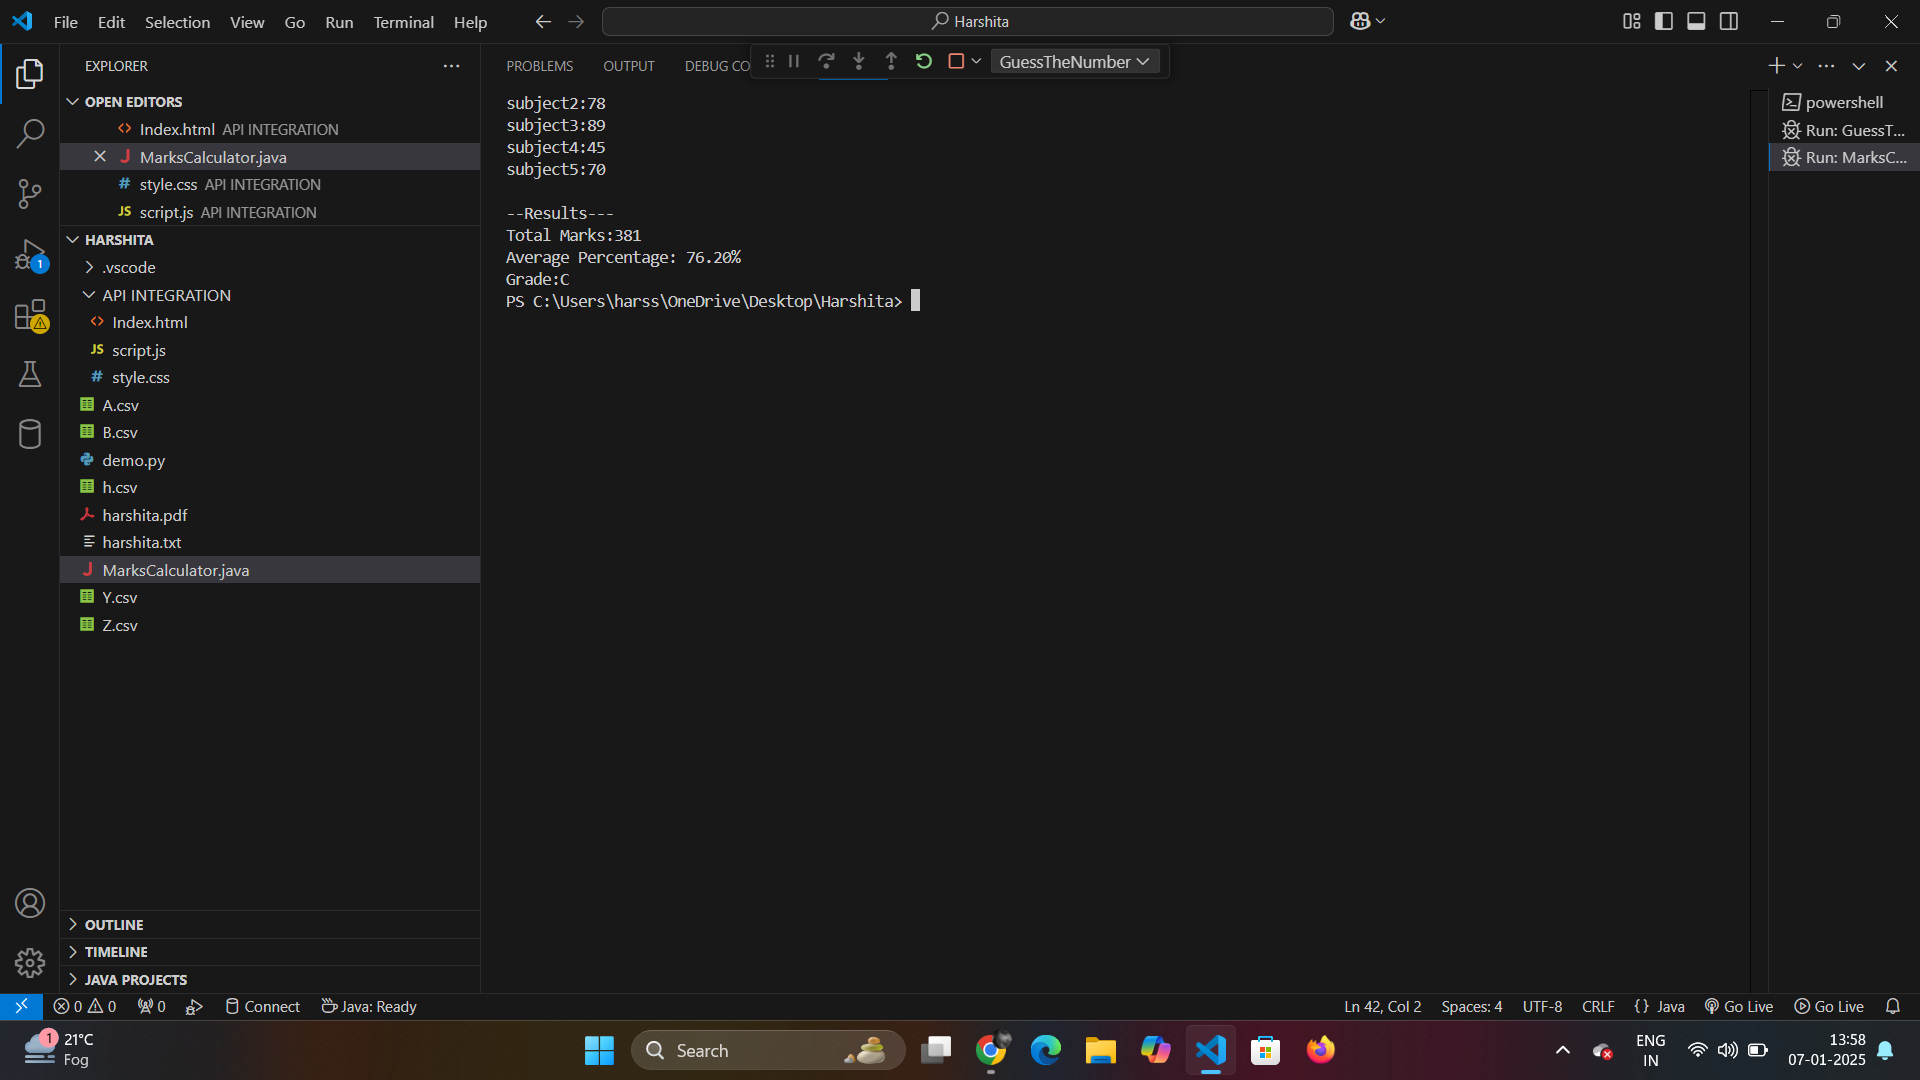 File Edit Selection View Go Run Terminal Help
Harshita
EXPLORER
OPEN EDITORS
<> Index.html API INTEGRATION
J MarksCalculator.java
# style.css API INTEGRATION
JS script.js API INTEGRATION
HARSHITA
.vscode
API INTEGRATION
<> Index.html
JS script.js
# style.css
A.csv
B.csv
demo.py
h.csv
harshita.pdf
harshita.txt
J MarksCalculator.java
Y.csv
Z.csv
OUTLINE
TIMELINE
JAVA PROJECTS
1
PROBLEMS OUTPUT DEBUG CO
GuessTheNumber
subject2:78
subject3:89
subject4:45
subject5:70
--Results---
Total Marks:381
Average Percentage: 76.20%
Grade:C
PS C:\Users\harss\OneDrive\Desktop\Harshita>
powershell
Run: GuessT...
Run: MarksC...
0 0 0 Connect Java: Ready
Ln 42, Col 2 Spaces: 4 UTF-8 CRLF {} Java Go Live Go Live
1
21°C
Fog
Search
ENG
IN
13:58
07-01-2025